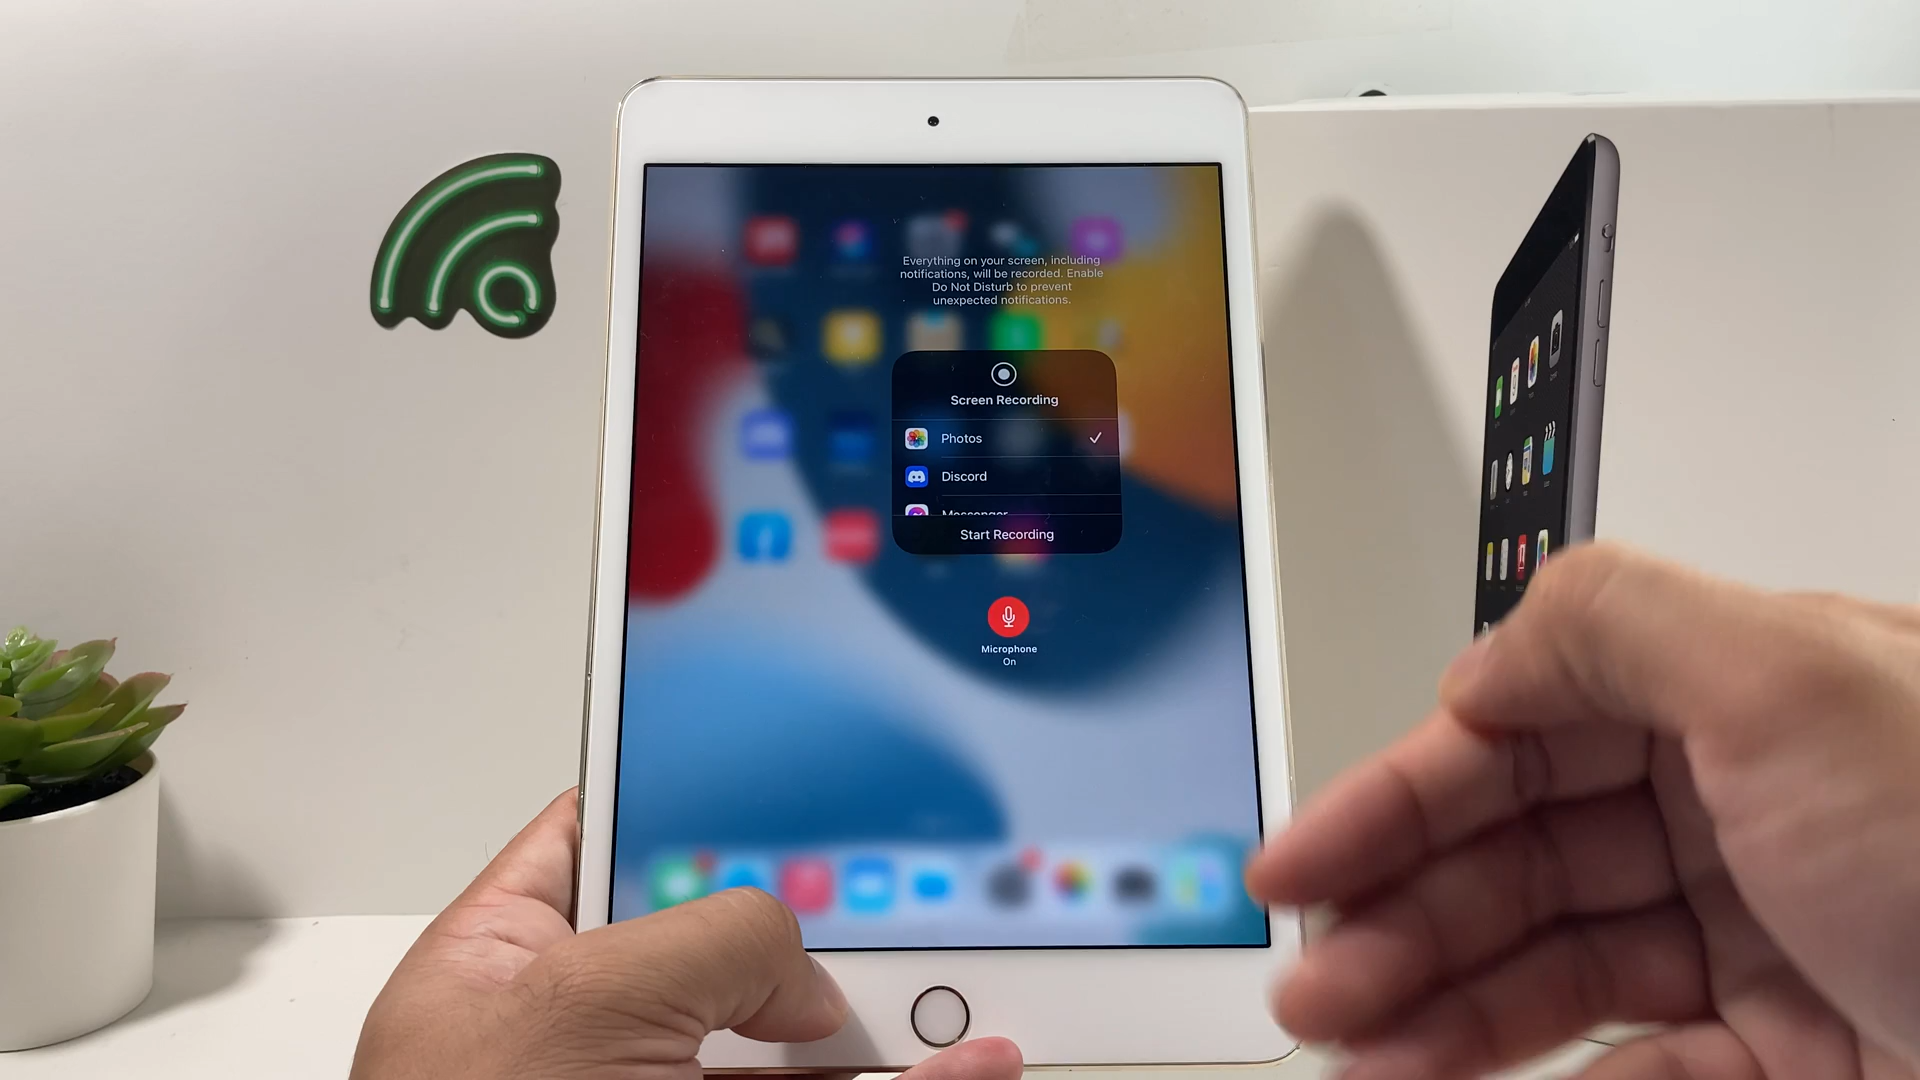 Everything on your screen, including
notifications, will be recorded. Enable
Do Not Disturb to prevent
unexpected notifications.
Screen Recording
Photos
Discord
Messenger
Start Recording
Microphone
On